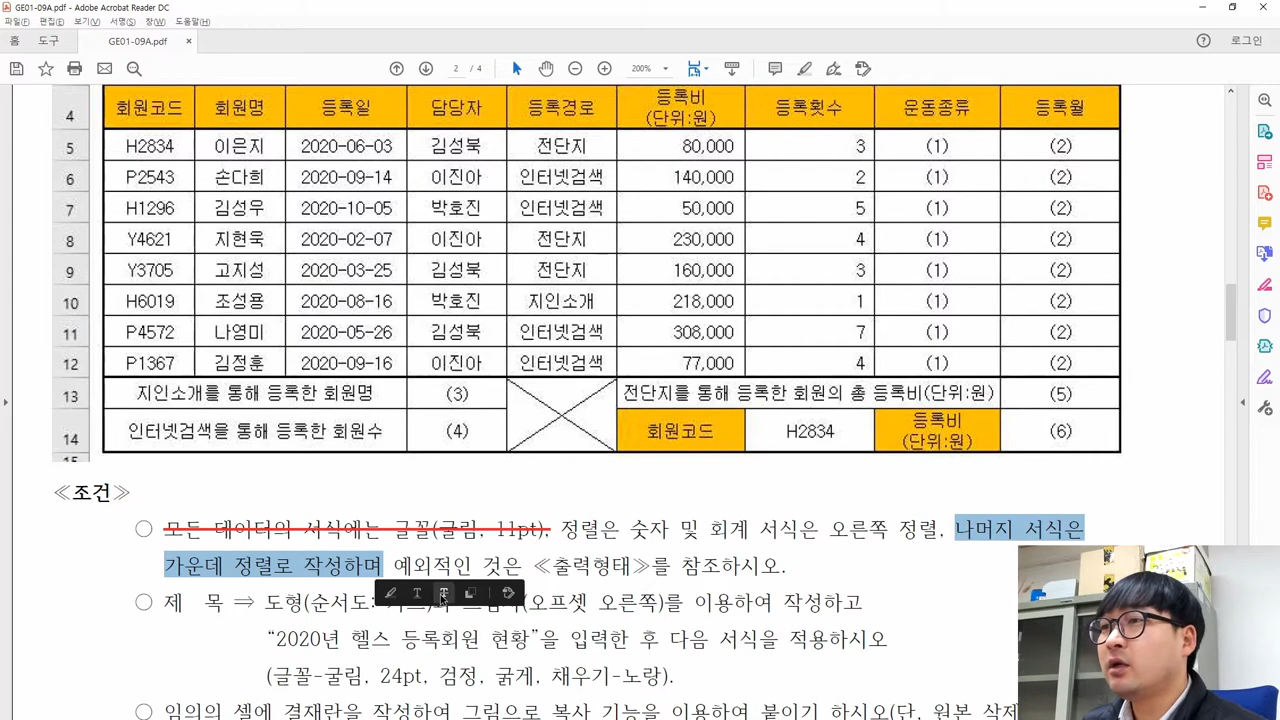 GE01-09A.pdf - Adobe Acrobat Reader DC
파일(F) 편집(E) 보기(V) 서명(S) 창(W) 도움말(H)
홈 도구 GE01-09A.pdf × 로그인
2 / 4 200%
4 회원코드 회원명 등록일 담당자 등록경로 등록비 (단위:원) 등록횟수 운동종류 등록월
5 H2834 이은지 2020-06-03 김성북 전단지 80,000 3 (1) (2)
6 P2543 손다희 2020-09-14 이진아 인터넷검색 140,000 2 (1) (2)
7 H1296 김성우 2020-10-05 박호진 인터넷검색 50,000 5 (1) (2)
8 Y4621 지현욱 2020-02-07 이진아 전단지 230,000 4 (1) (2)
9 Y3705 고지성 2020-03-25 김성북 전단지 160,000 3 (1) (2)
10 H6019 조성용 2020-08-16 박호진 지인소개 218,000 1 (1) (2)
11 P4572 나영미 2020-05-26 김성북 인터넷검색 308,000 7 (1) (2)
12 P1367 김정훈 2020-09-16 이진아 인터넷검색 77,000 4 (1) (2)
13 지인소개를 통해 등록한 회원명 (3) 전단지를 통해 등록한 회원의 총 등록비(단위:원) (5)
14 인터넷검색을 통해 등록한 회원수 (4) 회원코드 H2834 등록비 (단위:원) (6)
≪조건≫
○ 모든 데이터의 서식에는 글꼴(굴림, 11pt), 정렬은 숫자 및 회계 서식은 오른쪽 정렬, 나머지 서식은
가운데 정렬로 작성하며 예외적인 것은 ≪출력형태≫를 참조하시오.
○ 제 목 ⇒ 도형(순서도: (오프셋 오른쪽)를 이용하여 작성하고
“2020년 헬스 등록회원 현황”을 입력한 후 다음 서식을 적용하시오
(글꼴-굴림, 24pt, 검정, 굵게, 채우기-노랑).
○ 임의의 셀에 결재란을 작성하여 그림으로 복사 기능을 이용하여 붙이기 하시오(단, 원본 삭제